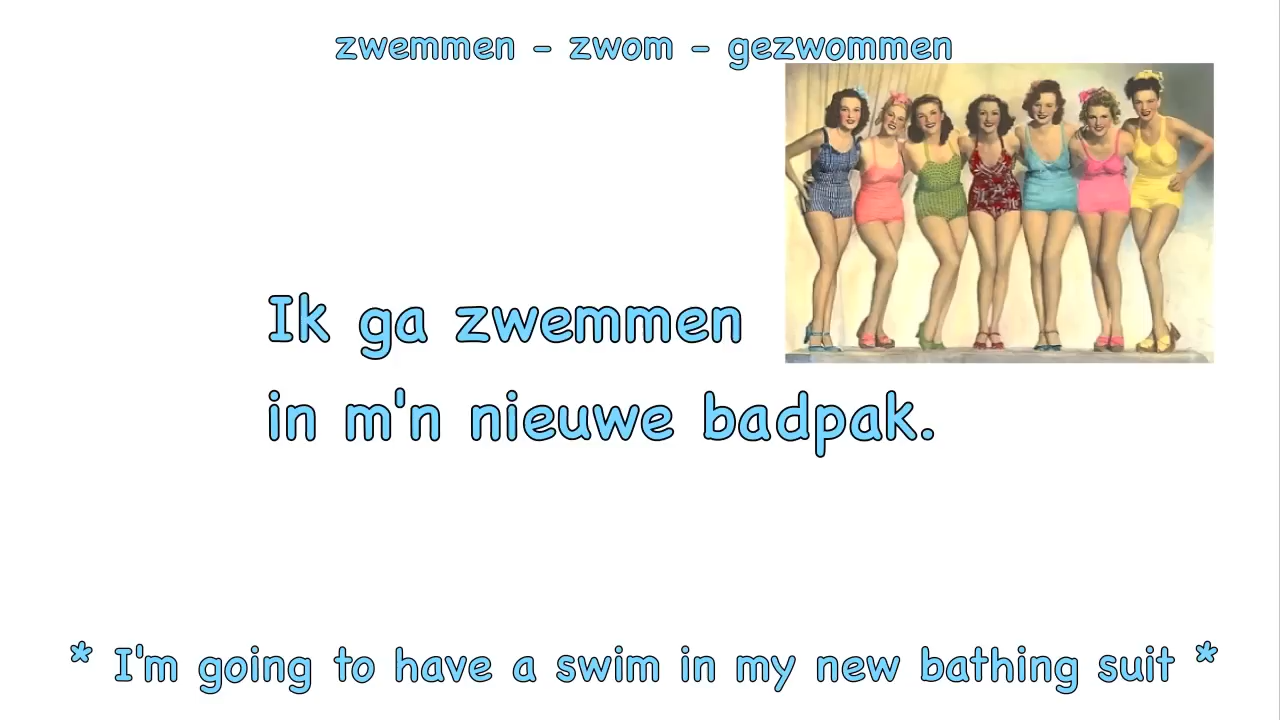 zwemmen - zwom - gezwommen
Ik ga zwemmen
in m'n nieuwe badpak.
* I'm going to have a swim in my new bathing suit *